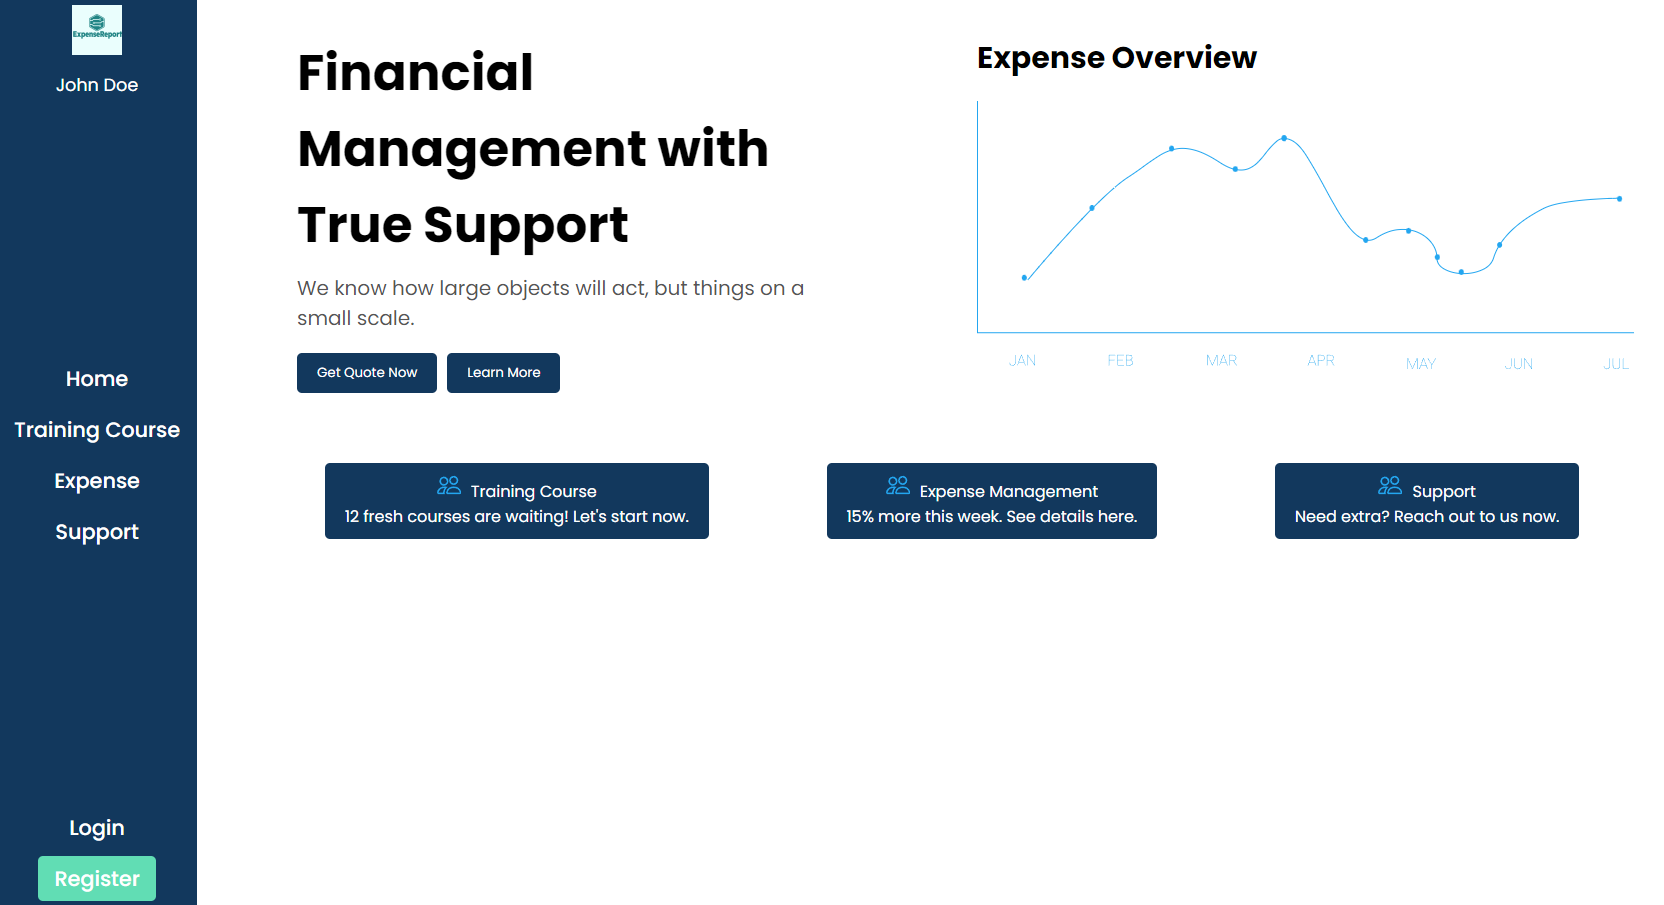 ExpenseReport
John Doe
Home
Training Course
Expense
Support
Login
Register
Financial
Management with
True Support
We know how large objects will act, but things on a
small scale.
Get Quote Now
Learn More
Expense Overview
JAN FEB MAR APR MAY JUN JUL
Training Course
12 fresh courses are waiting! Let's start now.
Expense Management
15% more this week. See details here.
Support
Need extra? Reach out to us now.